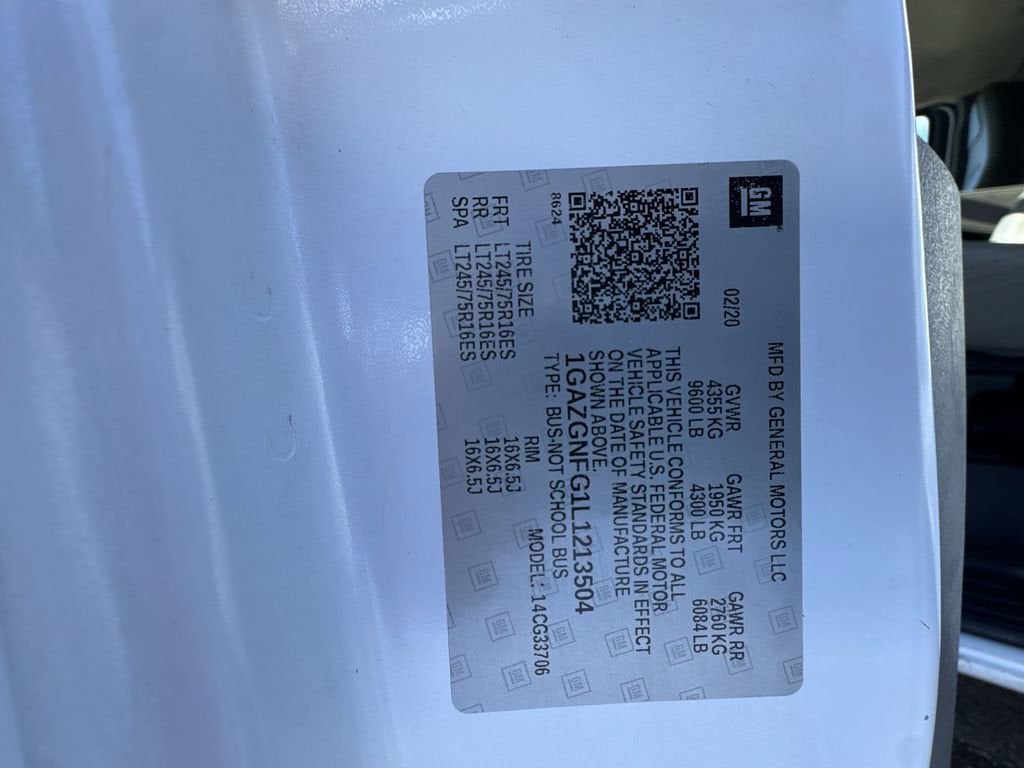 GM
MFD BY GENERAL MOTORS LLC
02/20
GVWR GAWR FRT GAWR RR
4355 KG 1950 KG 2760 KG
9600 LB 4300 LB 6084 LB
THIS VEHICLE CONFORMS TO ALL
APPLICABLE U.S. FEDERAL MOTOR
VEHICLE SAFETY STANDARDS IN EFFECT
ON THE DATE OF MANUFACTURE
SHOWN ABOVE.
8624
1GAZGNFG1L1213504
TYPE: BUS-NOT SCHOOL BUS
MODEL: 14CG33706
TIRE SIZE RIM
FRT LT245/75R16ES 16X6.5J
RR LT245/75R16ES 16X6.5J
SPA LT245/75R16ES 16X6.5J